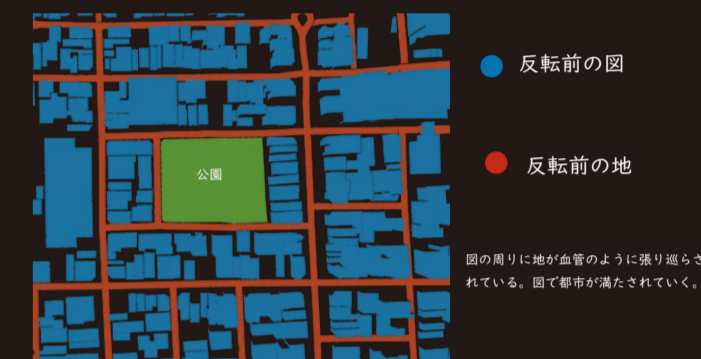 反転前の図
公園
反転前の地
図の周りに地が血管のように張り巡らさ
れている。図で都市が満たされていく。